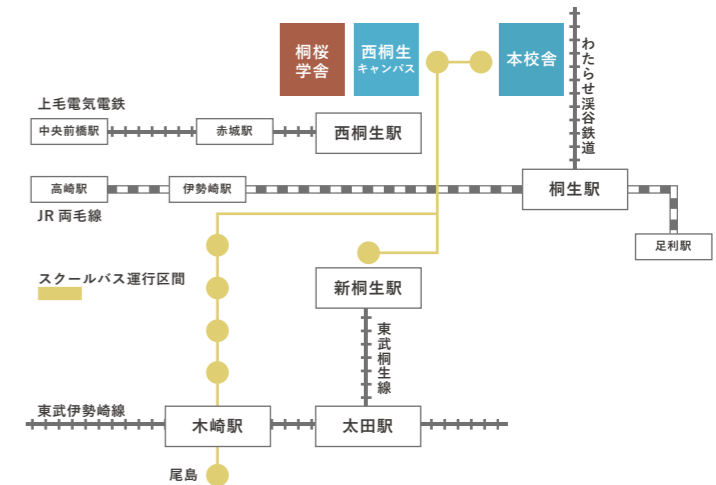 桐桜
学舎
西桐生
キャンパス
本校舎
わたらせ渓谷鉄道
上毛電気電鉄
中央前橋駅
赤城駅
西桐生駅
高崎駅
伊勢崎駅
桐生駅
JR 両毛線
足利駅
スクールバス運行区間
新桐生駅
東武桐生線
東武伊勢崎線
木崎駅
太田駅
尾島